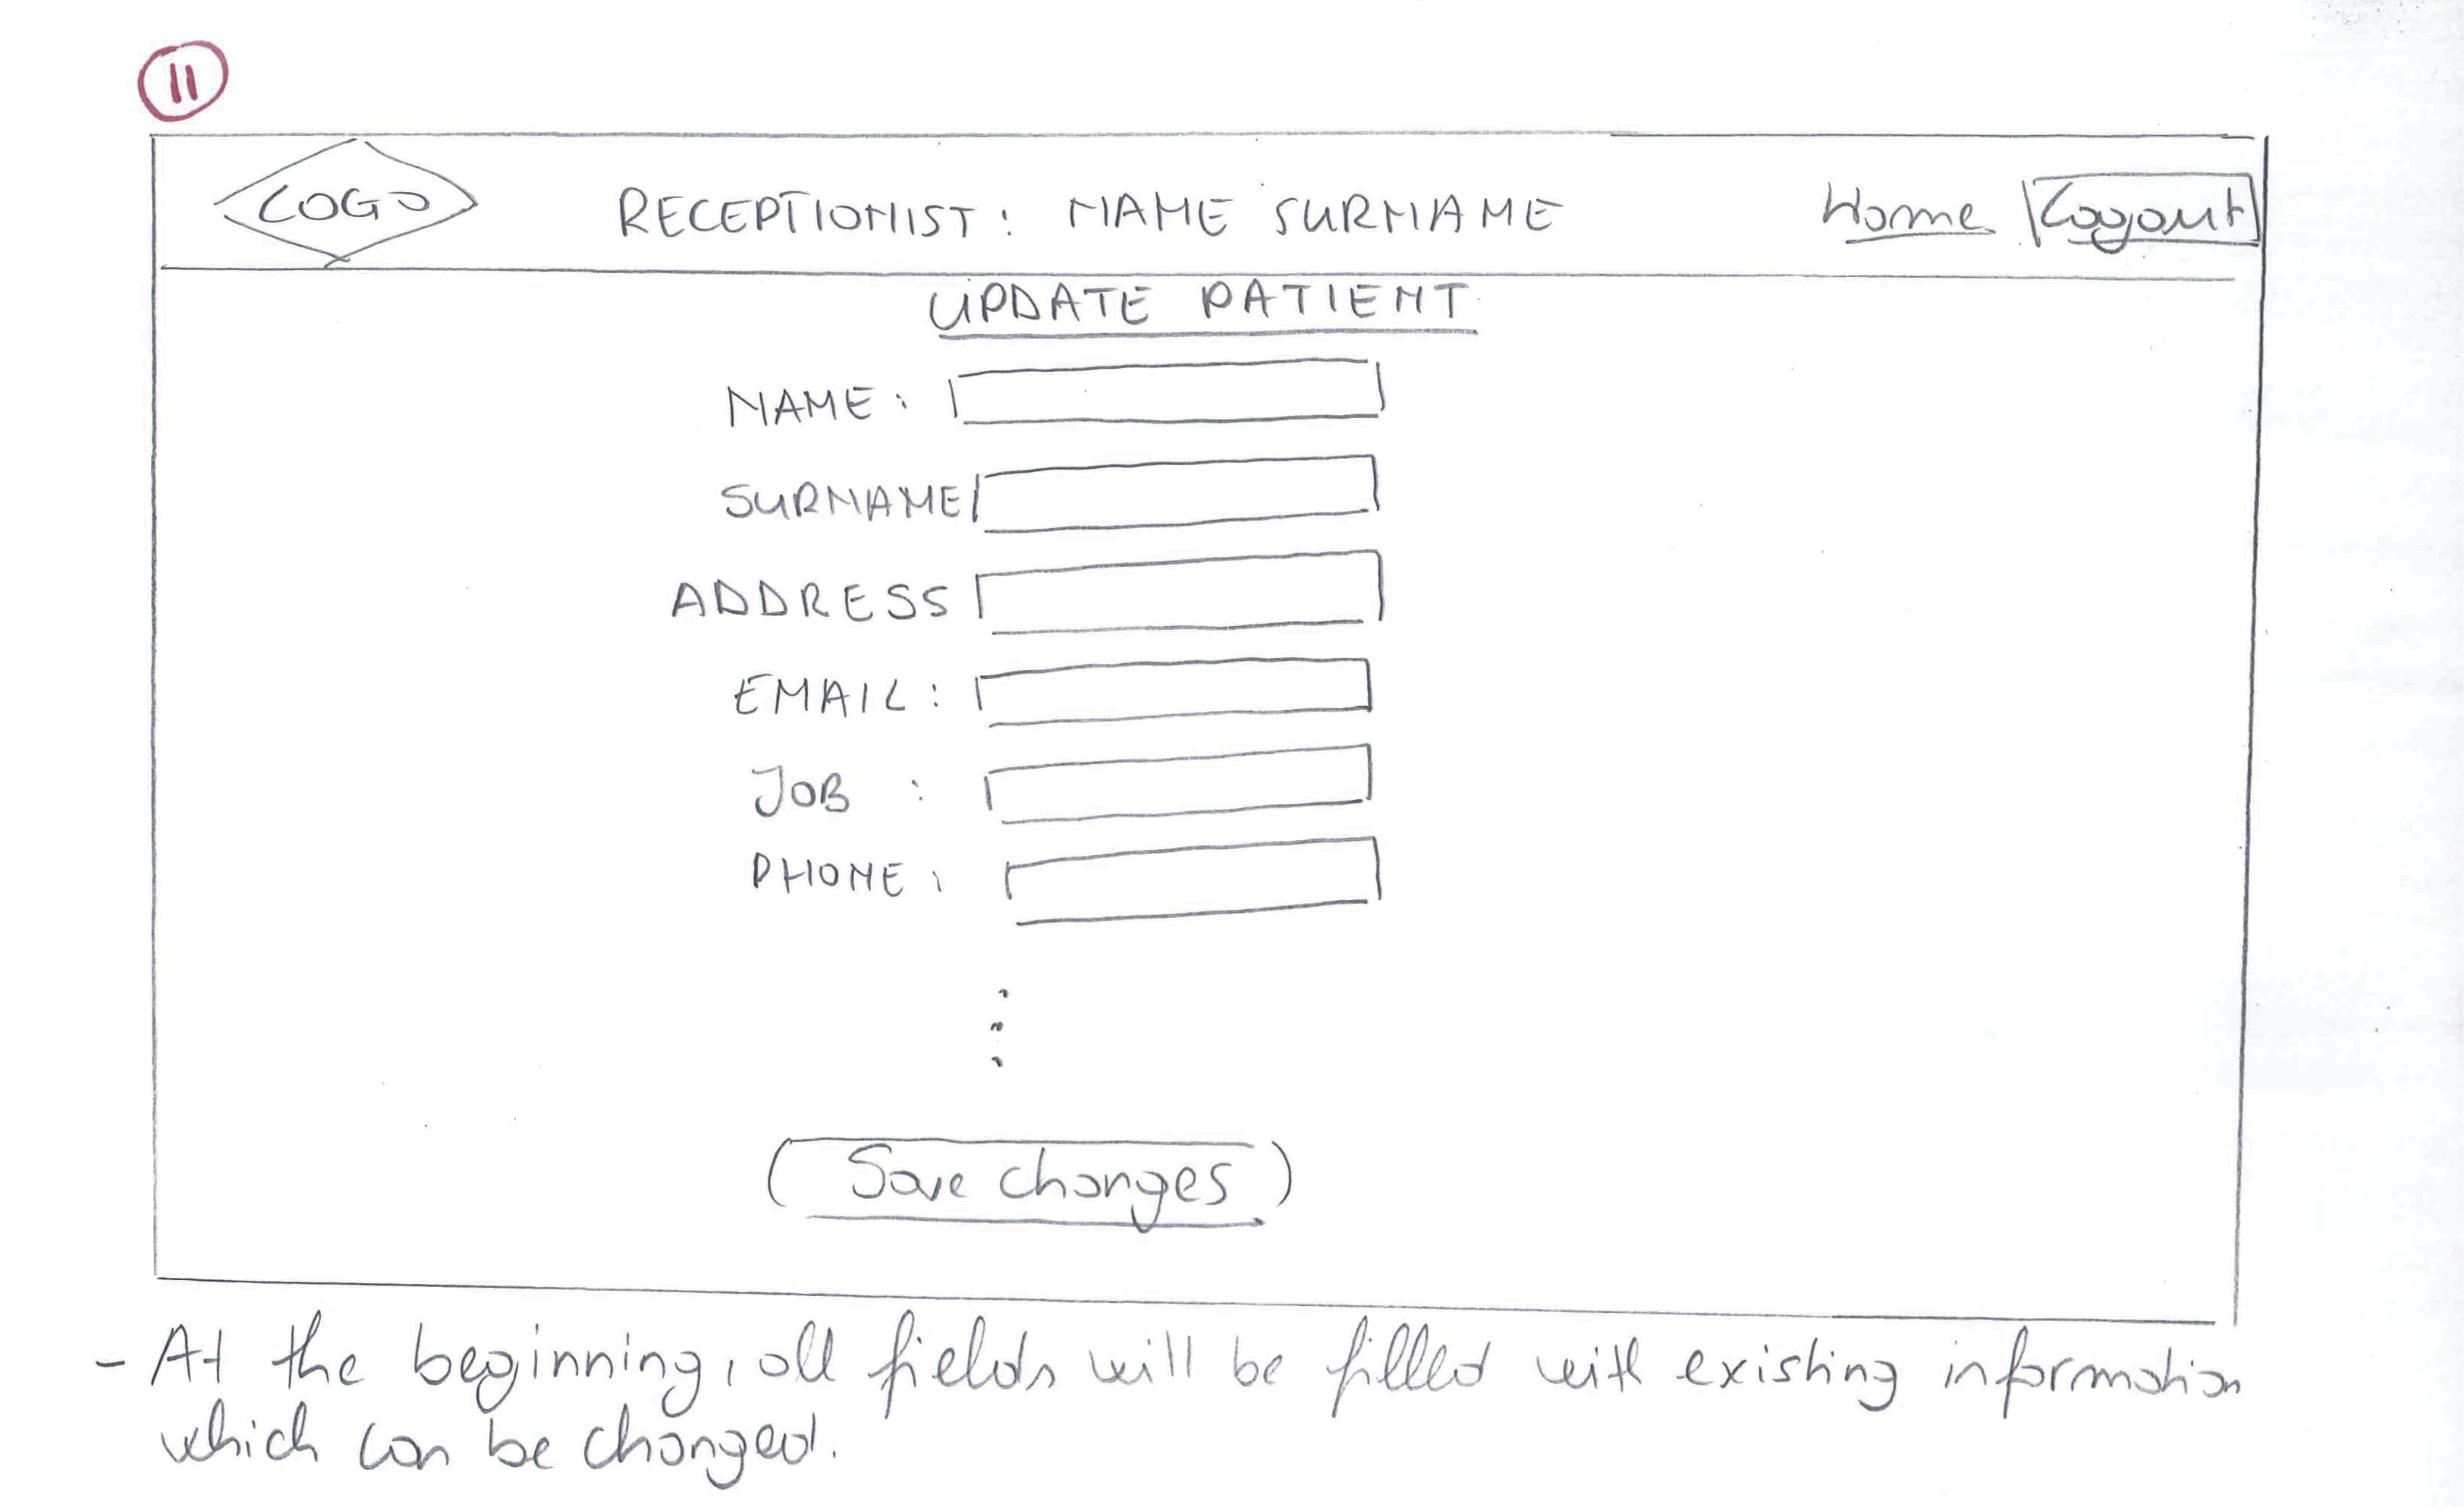 11
LOGO RECEPTIONIST: NAME SURNAME Home Logout
UPDATE PATIENT
NAME:
SURNAME
ADDRESS
EMAIL:
JOB :
PHONE:
Save changes
- At the beginning, all fields will be filled with existing information
which can be changed.